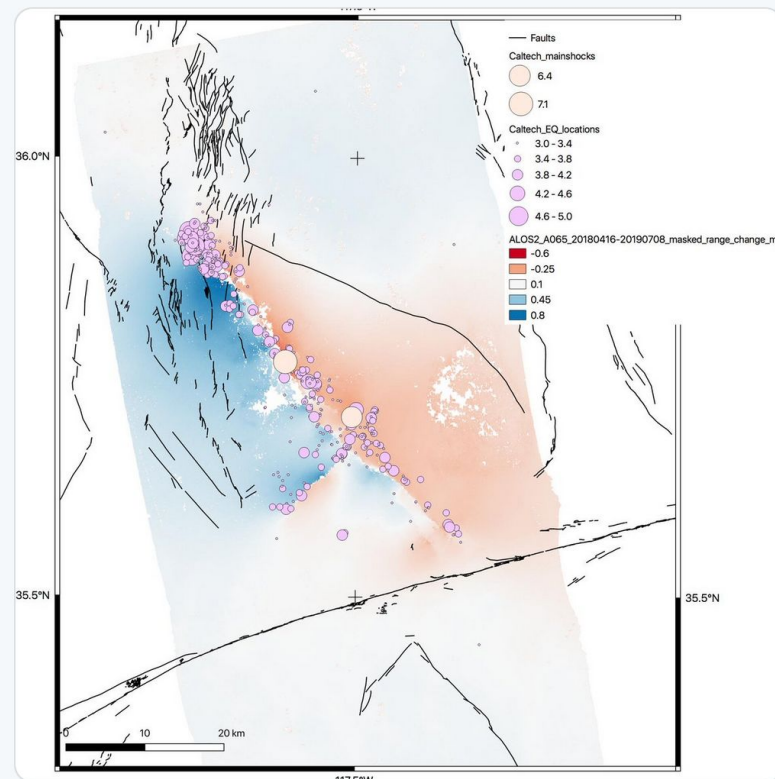 Faults
Caltech_mainshocks
6.4
7.1
Caltech_EQ_locations
3.0 - 3.4
3.4 - 3.8
3.8 - 4.2
4.2 - 4.6
4.6 - 5.0
ALOS2_A065_20180416-20190708_masked_range_change_m
-0.6
-0.25
0.1
0.45
0.8
36.0°N
35.5°N
35.5°N
0
10
20 km